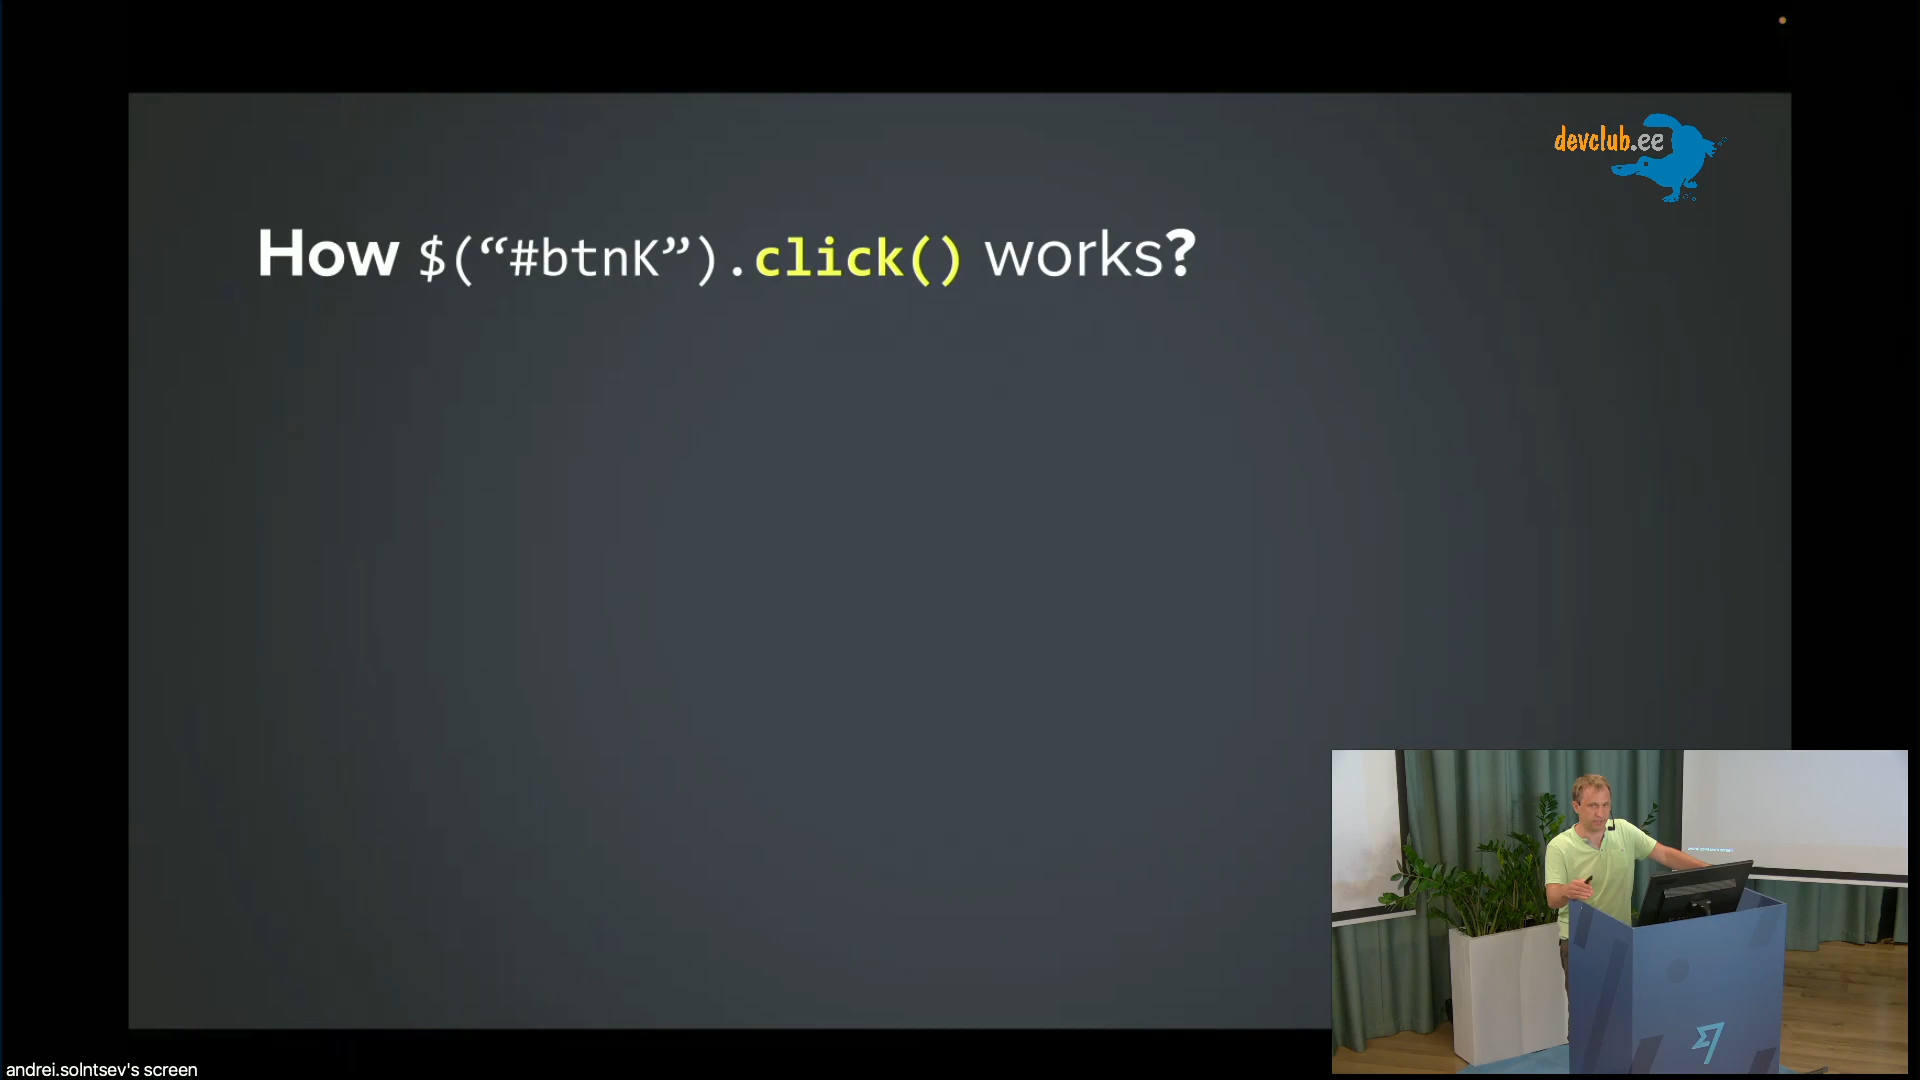 devclub.ee
How $(“#btnK”).click() works?
andrei.solntsev's screen